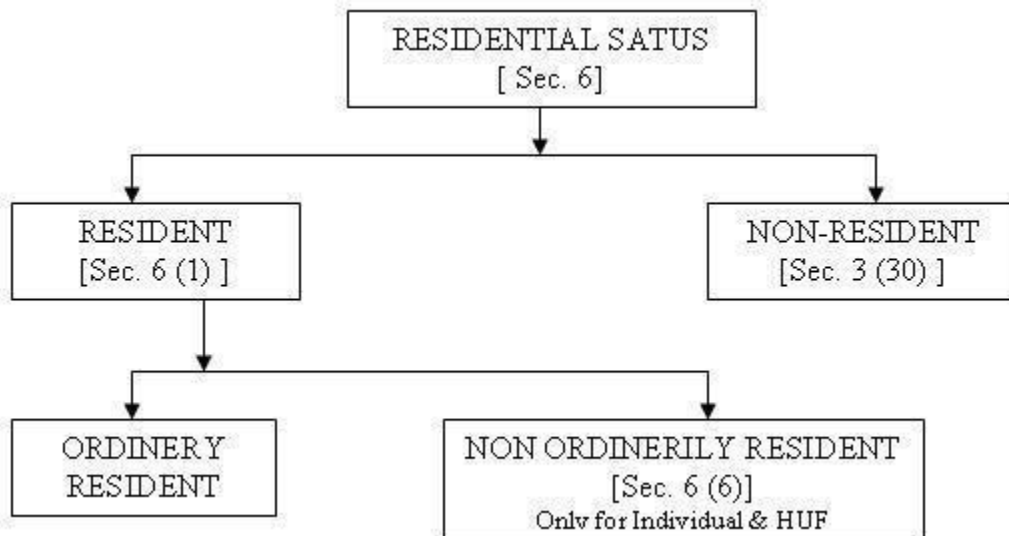 RESIDENTIAL SATUS
[ Sec. 6]
RESIDENT
[Sec. 6 (1) ]
NON-RESIDENT
[Sec. 3 (30) ]
ORDINERY
RESIDENT
NON ORDINERILY RESIDENT
[Sec. 6 (6)]
Only for Individual & HUF